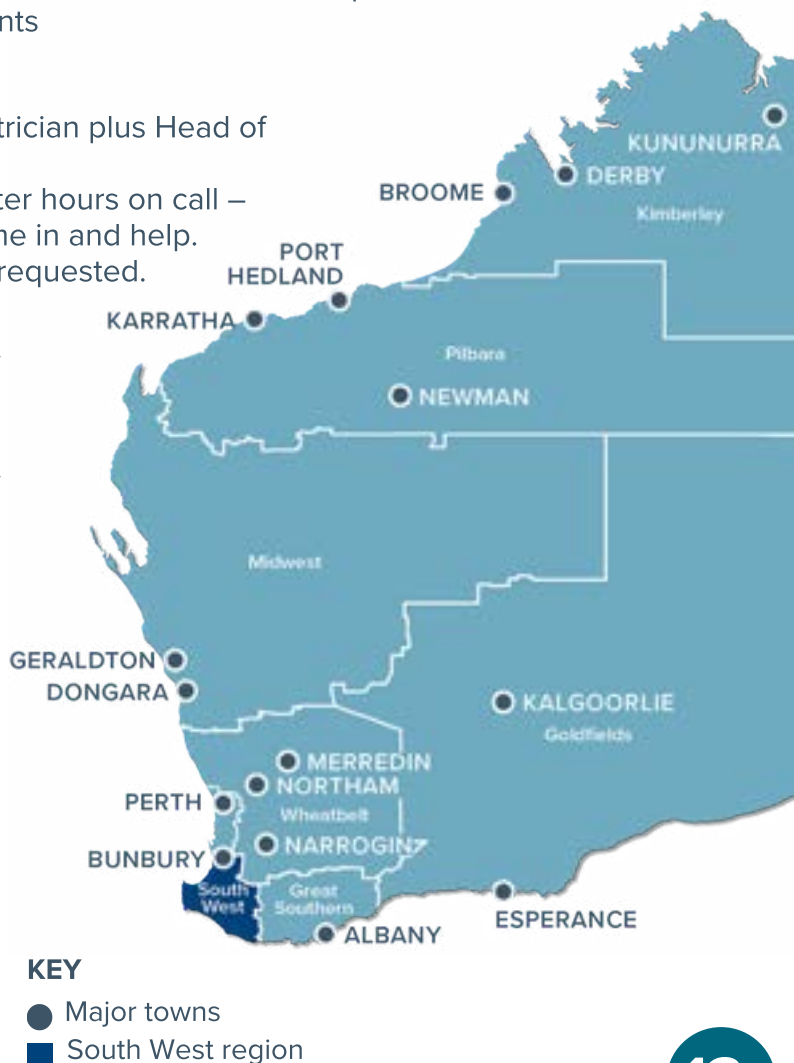 nts
trician plus Head of
ter hours on call –
ne in and help.
requested.
KUNUNURRA
DERBY
BROOME
Kimberley
PORT
HEDLAND
KARRATHA
Pilbara
NEWMAN
Midwest
GERALDTON
DONGARA
KALGOORLIE
Goldfields
MERREDIN
NORTHAM
PERTH
Wheatbelt
NARROGIN
BUNBURY
South
West
Great
Southern
ESPERANCE
ALBANY
KEY
Major towns
South West region